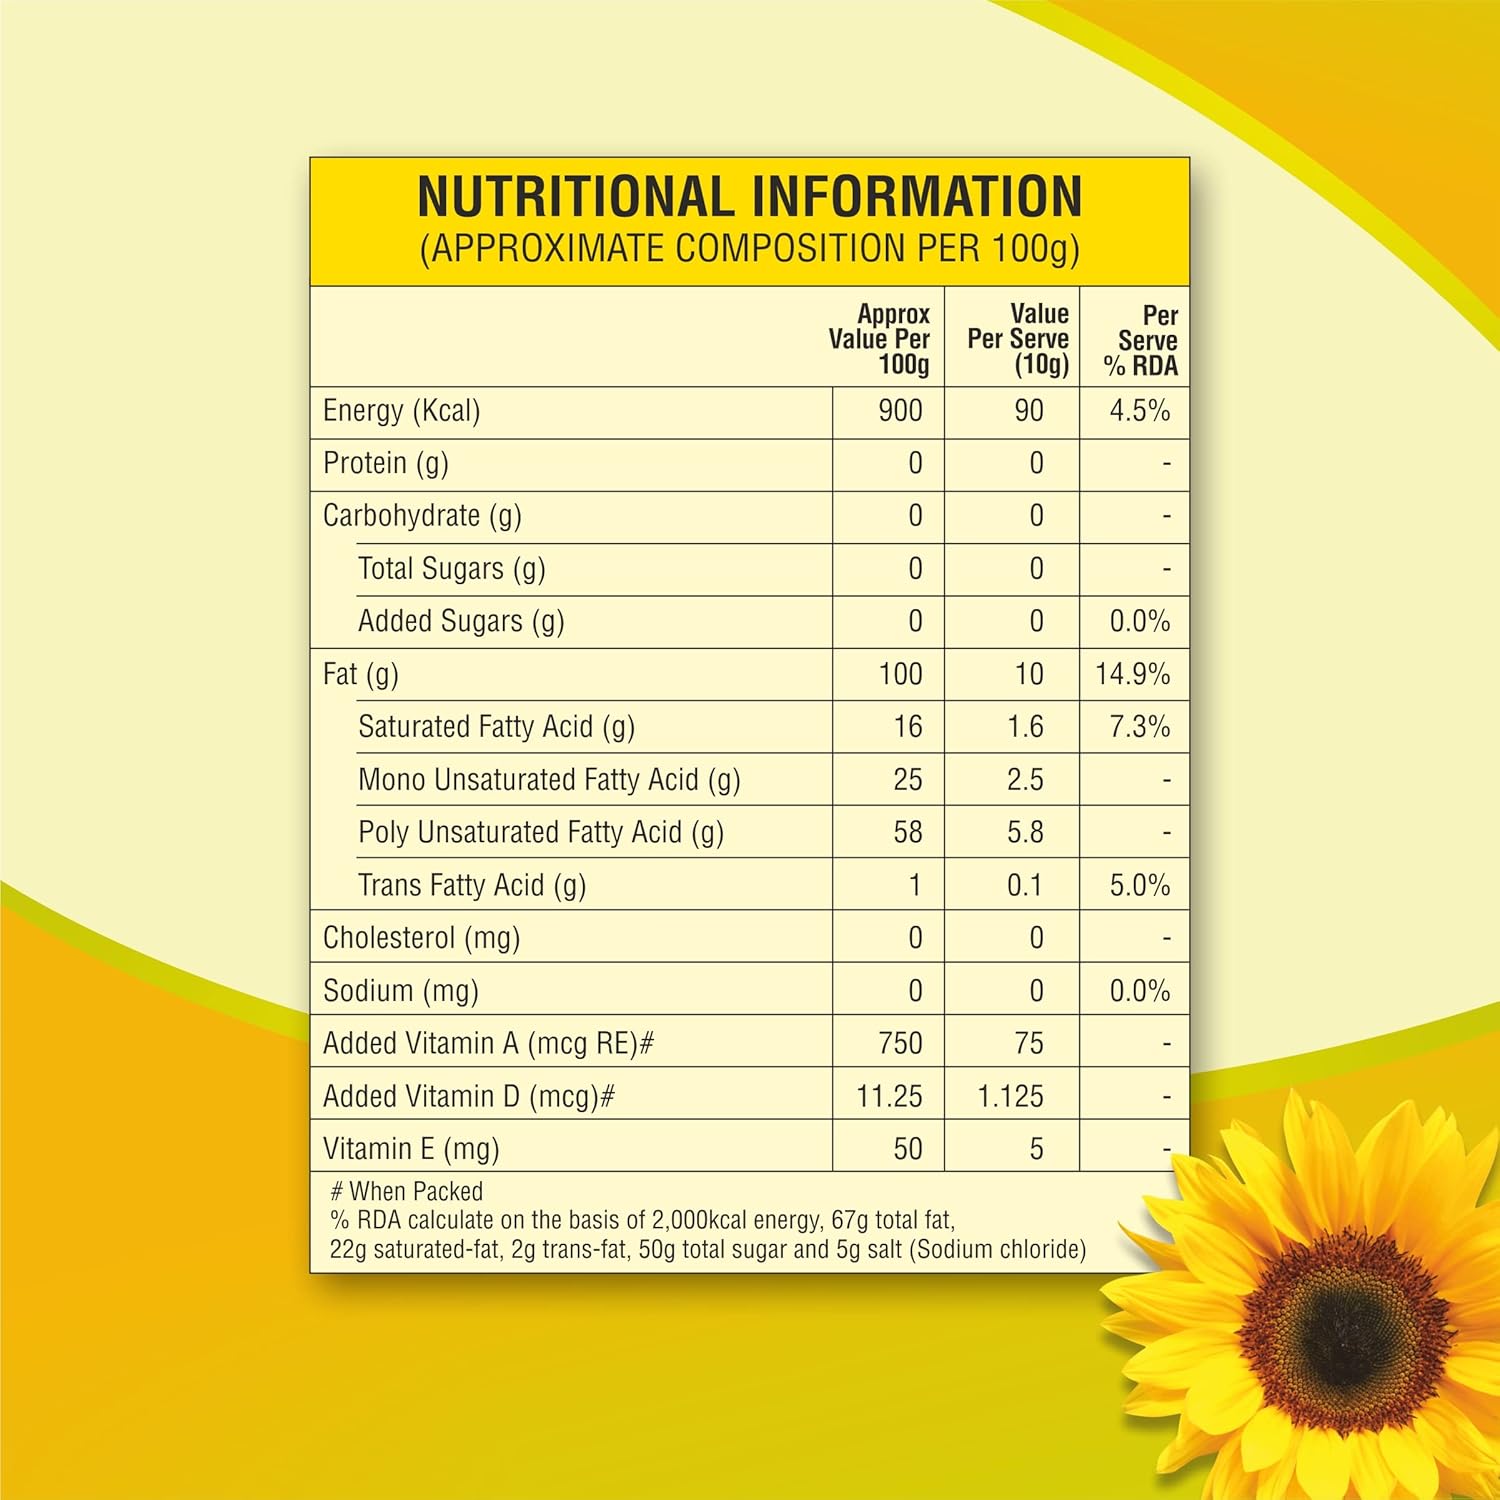 NUTRITIONAL INFORMATION
(APPROXIMATE COMPOSITION PER 100g)
Approx Value Per 100g Value Per Serve (10g) Per Serve % RDA
Energy (Kcal) 900 90 4.5%
Protein (g) 0 0 -
Carbohydrate (g) 0 0 -
Total Sugars (g) 0 0 -
Added Sugars (g) 0 0 0.0%
Fat (g) 100 10 14.9%
Saturated Fatty Acid (g) 16 1.6 7.3%
Mono Unsaturated Fatty Acid (g) 25 2.5 -
Poly Unsaturated Fatty Acid (g) 58 5.8 -
Trans Fatty Acid (g) 1 0.1 5.0%
Cholesterol (mg) 0 0 -
Sodium (mg) 0 0 0.0%
Added Vitamin A (mcg RE)# 750 75 -
Added Vitamin D (mcg)# 11.25 1.125 -
Vitamin E (mg) 50 5 -
# When Packed
% RDA calculate on the basis of 2,000kcal energy, 67g total fat,
22g saturated-fat, 2g trans-fat, 50g total sugar and 5g salt (Sodium chloride)